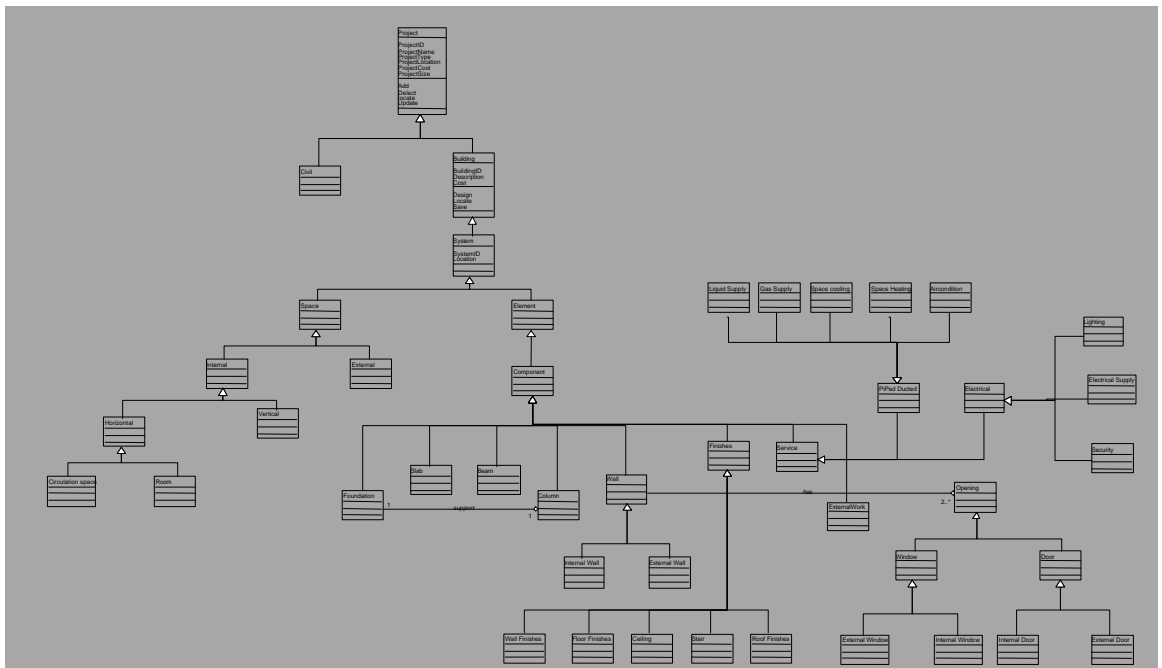 Project
ProjectID
ProjectName
ProjectType
ProjectLocation
ProjectCost
ProjectSize
Add
Delect
locate
Update
Civil
Building
BuildingID
Description
Cost
Design
Locate
Save
System
SystemID
Location
Space
Element
Liquid Supply
Gas Supply
Space cooling
Space Heating
Aircondition
Lighting
Internal
External
Component
PiPed Ducted
Electrical
Electrical Supply
Horizontal
Vertical
Finishes
Service
Security
Circulation space
Room
Slab
Beam
Wall
Foundation
Column
1
support
1
has
2..*
Opening
ExternalWork
Internal Wall
External Wall
Window
Door
Wall Finishes
Floor Finishes
Ceiling
Stair
Roof Finishes
External Window
Internal Window
Internal Door
External Door